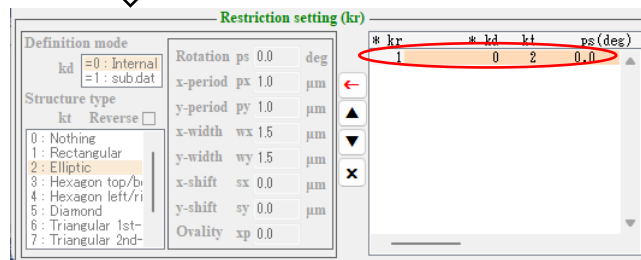 Restriction setting (kr)
Definition mode
kd
=0 : Internal
=1 : sub.dat
Structure type
kt Reverse
0 : Nothing
1 : Rectangular
2 : Elliptic
3 : Hexagon top/b
4 : Hexagon left/ri
5 : Diamond
6 : Triangular 1st-
7 : Triangular 2nd-
Rotation ps 0.0 deg
x-period px 1.0 μm
y-period py 1.0 μm
x-width wx 1.5 μm
y-width wy 1.5 μm
x-shift sx 0.0 μm
y-shift sy 0.0 μm
Ovality xp 0.0
* kr * kd kt ps(deg)
1 0 2 0.0